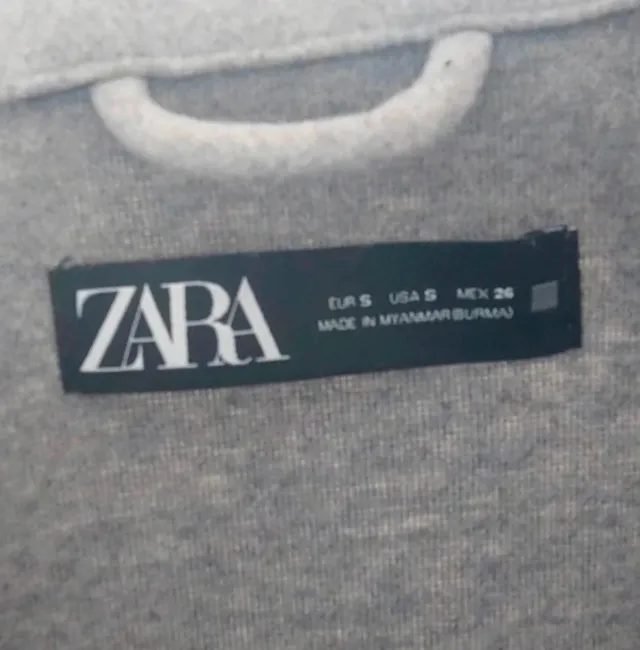 ZARA
EUR S USA S MEX 26
MADE IN MYANMAR (BURMA)